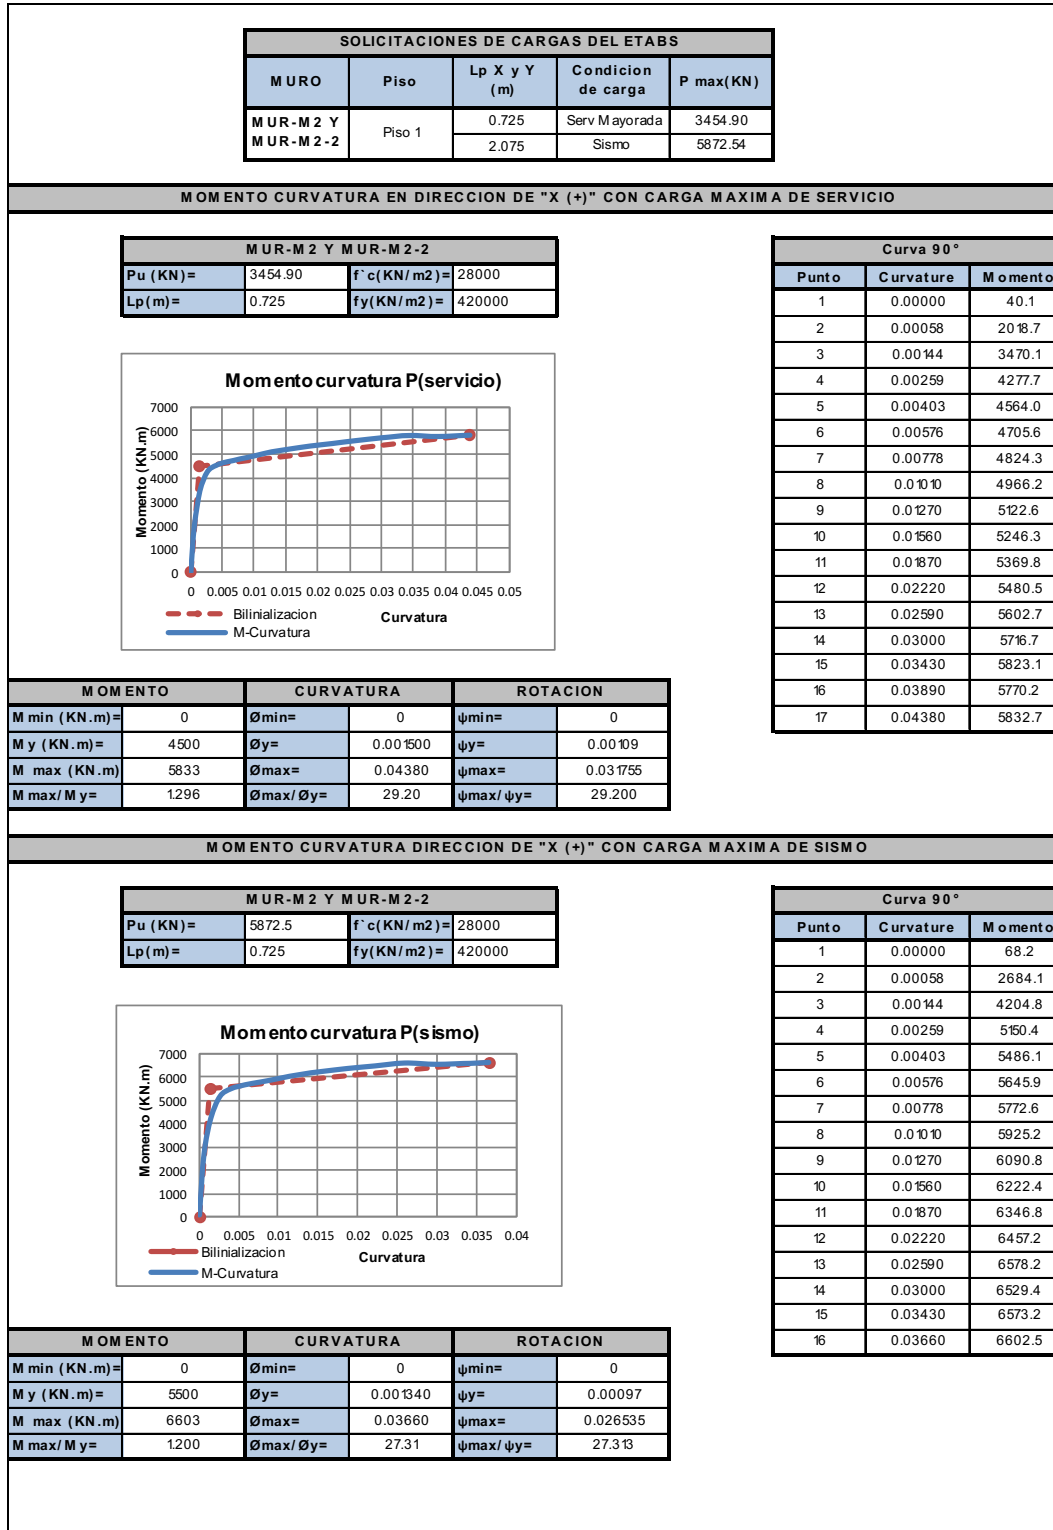 SOLICITACIONES DE CARGAS DEL ETABS
MURO Piso Lp X y Y (m) Condicion de carga P max(KN)
MUR-M2 Y MUR-M2-2 Piso 1 0.725 Serv Mayorada 3454.90
2.075 Sismo 5872.54
MOMENTO CURVATURA EN DIRECCION DE "X (+)" CON CARGA MAXIMA DE SERVICIO
MUR-M2 Y MUR-M2-2
Pu (KN)= 3454.90 f`c(KN/m2)= 28000
Lp(m)= 0.725 fy(KN/m2)= 420000
Momento curvatura P(servicio)
Momento (KN.m)
7000
6000
5000
4000
3000
2000
1000
0
0 0.005 0.01 0.015 0.02 0.025 0.03 0.035 0.04 0.045 0.05
Bilinializacion
Curvatura
M-Curvatura
Curva 90°
Punto Curvature Momento
1 0.00000 40.1
2 0.00058 2018.7
3 0.00144 3470.1
4 0.00259 4277.7
5 0.00403 4564.0
6 0.00576 4705.6
7 0.00778 4824.3
8 0.01010 4966.2
9 0.01270 5122.6
10 0.01560 5246.3
11 0.01870 5369.8
12 0.02220 5480.5
13 0.02590 5602.7
14 0.03000 5716.7
15 0.03430 5823.1
16 0.03890 5770.2
17 0.04380 5832.7
MOMENTO CURVATURA ROTACION
M min (KN.m)= 0 Ømin= 0 ψmin= 0
M y (KN.m)= 4500 Øy= 0.001500 ψy= 0.00109
M max (KN.m) 5833 Ømax= 0.04380 ψmax= 0.031755
M max/M y= 1.296 Ømax/Øy= 29.20 ψmax/ψy= 29.200
MOMENTO CURVATURA DIRECCION DE "X (+)" CON CARGA MAXIMA DE SISMO
MUR-M2 Y MUR-M2-2
Pu (KN)= 5872.5 f`c(KN/m2)= 28000
Lp(m)= 0.725 fy(KN/m2)= 420000
Momento curvatura P(sismo)
Momento (KN.m)
7000
6000
5000
4000
3000
2000
1000
0
0 0.005 0.01 0.015 0.02 0.025 0.03 0.035 0.04
Bilinializacion
Curvatura
M-Curvatura
Curva 90°
Punto Curvature Momento
1 0.00000 68.2
2 0.00058 2684.1
3 0.00144 4204.8
4 0.00259 5150.4
5 0.00403 5486.1
6 0.00576 5645.9
7 0.00778 5772.6
8 0.01010 5925.2
9 0.01270 6090.8
10 0.01560 6222.4
11 0.01870 6346.8
12 0.02220 6457.2
13 0.02590 6578.2
14 0.03000 6529.4
15 0.03430 6573.2
16 0.03660 6602.5
MOMENTO CURVATURA ROTACION
M min (KN.m)= 0 Ømin= 0 ψmin= 0
M y (KN.m)= 5500 Øy= 0.001340 ψy= 0.00097
M max (KN.m) 6603 Ømax= 0.03660 ψmax= 0.026535
M max/M y= 1.200 Ømax/Øy= 27.31 ψmax/ψy= 27.313